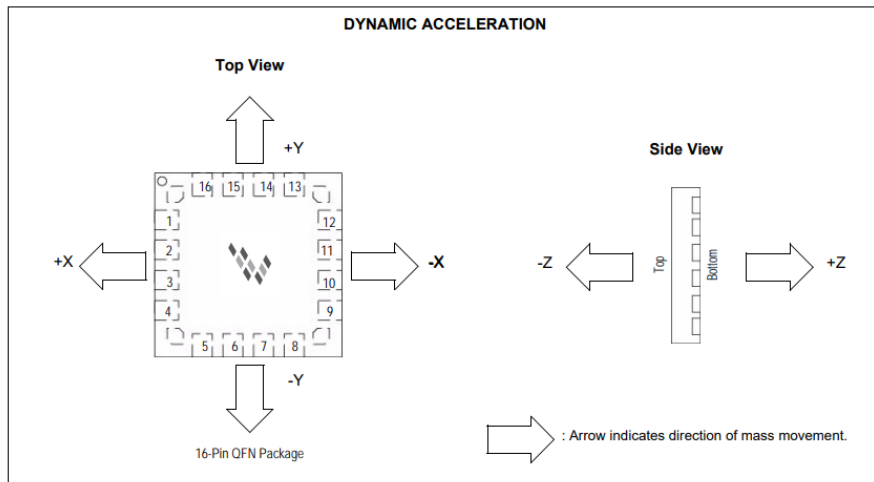 DYNAMIC ACCELERATION
Top View
+Y
16 15 14 13
1
2
3
4
12
11
10
9
+X
-X
5 6 7 8
-Y
16-Pin QFN Package
Side View
-Z
Top
Bottom
+Z
: Arrow indicates direction of mass movement.